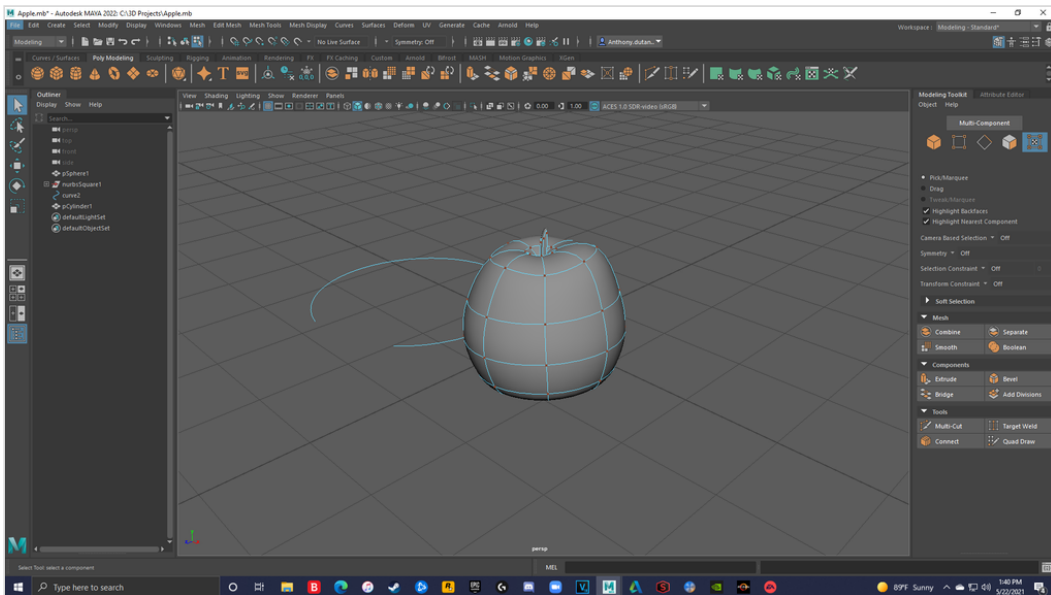 Apple.mb* - Autodesk MAYA 2022: C:\3D Projects\Apple.mb
File Edit Create Select Modify Display Windows Mesh Edit Mesh Mesh Tools Mesh Display Curves Surfaces Deform UV Generate Cache Arnold Help
Workspace: Modeling - Standard*
Modeling No Live Surface Symmetry: Off Anthony.dutan...
Curves / Surfaces Poly Modeling Sculpting Rigging Animation Rendering FX FX Caching Custom Arnold Bifrost MASH Motion Graphics XGen
Outliner
Display Show Help
Search...
persp
top
front
side
pSphere1
nurbsSquare1
curve2
pCylinder1
defaultLightSet
defaultObjectSet
View Shading Lighting Show Renderer Panels
0.00 1.00 ACES 1.0 SDR-video (sRGB)
persp
Modeling Toolkit Attribute Editor
Object Help
Multi-Component
Pick/Marquee
Drag
Tweak/Marquee
Highlight Backfaces
Highlight Nearest Component
Camera Based Selection Off
Symmetry Off
Selection Constraint Off
Transform Constraint Off
Soft Selection
Mesh
Combine Separate
Smooth Boolean
Components
Extrude Bevel
Bridge Add Divisions
Tools
Multi-Cut Target Weld
Connect Quad Draw
Select Tool: select a component
MEL
Type here to search
89°F Sunny
1:40 PM
5/22/2021